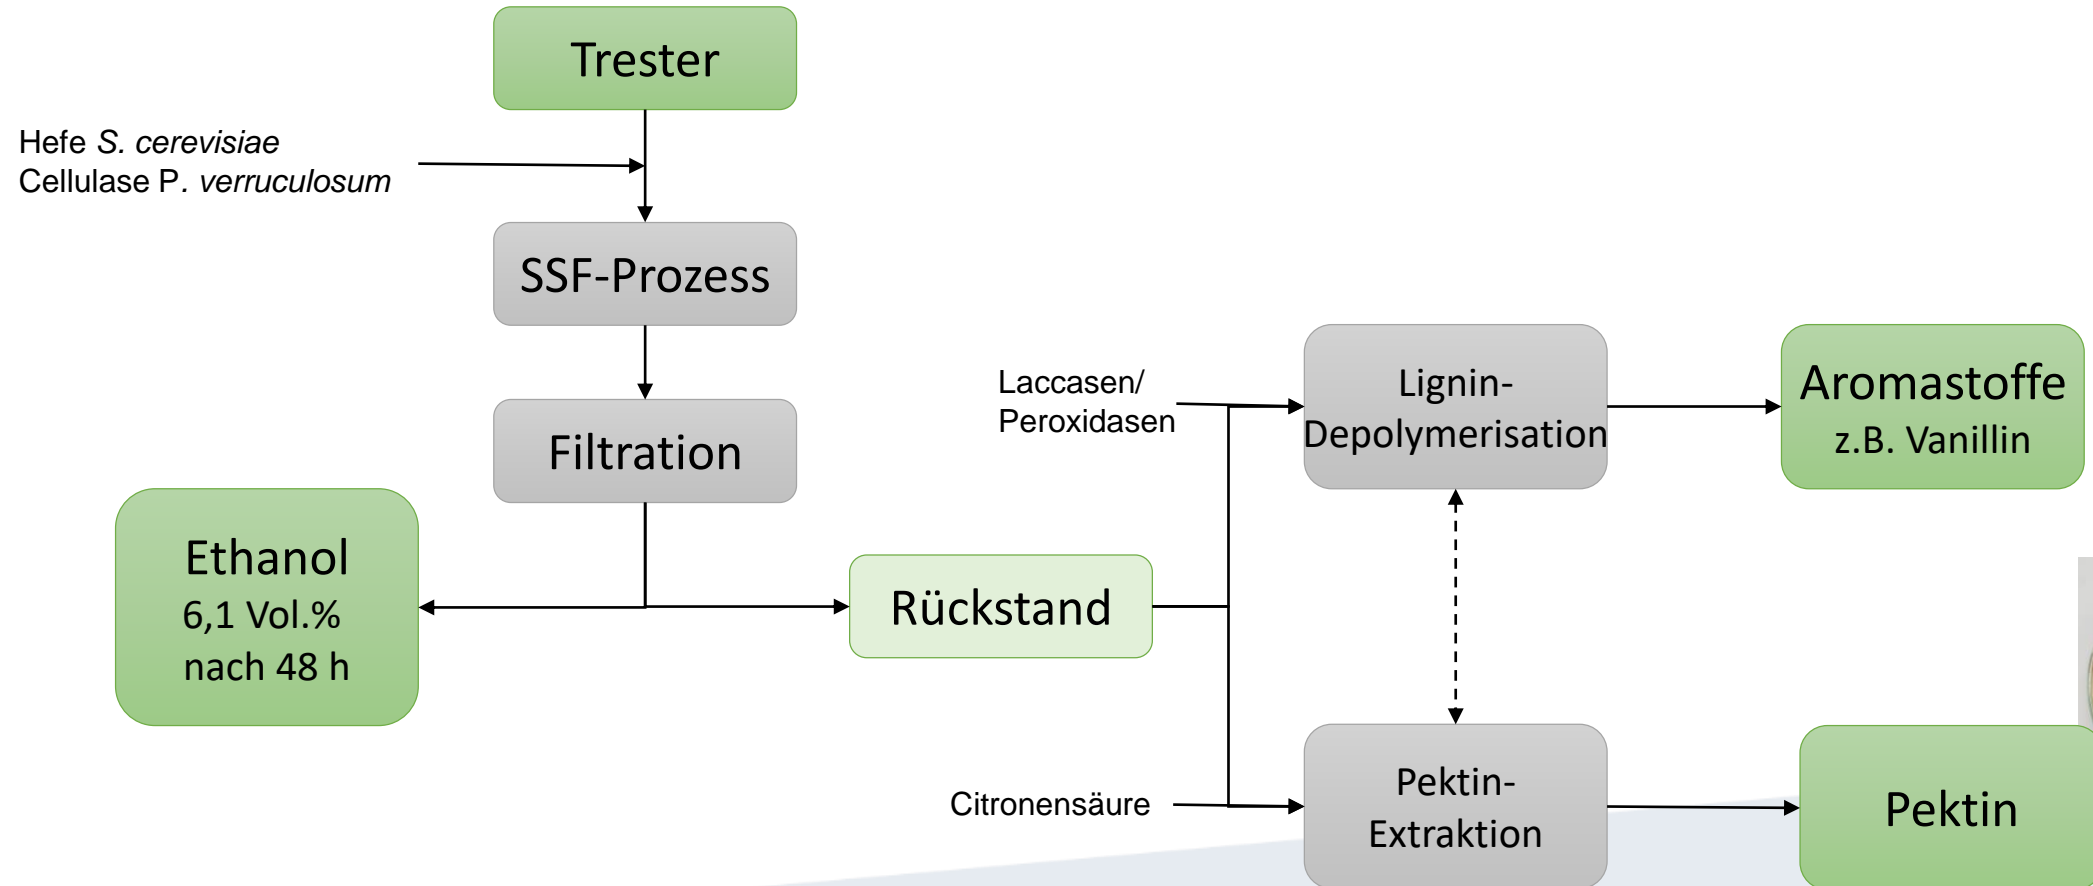 Trester
Hefe S. cerevisiae
Cellulase P. verruculosum
SSF-Prozess
Filtration
Ethanol
6,1 Vol.%
nach 48 h
Rückstand
Laccasen/
Peroxidasen
Lignin-
Depolymerisation
Aromastoffe
z.B. Vanillin
Citronensäure
Pektin-
Extraktion
Pektin